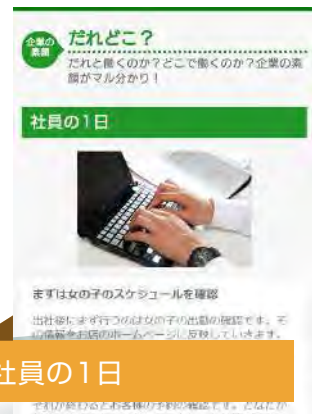 企業の
素顔
だれどこ？
だれと働くのか？どこで働くのか？企業の素
顔がマル分かり！
社員の1日
まずは女の子のスケジュールを確認
出社後にまず行うのは女の子の出勤の確認です。そ
の情報をお店のホームページに反映していきます。
社員の1日
それが終わるとお客様の予約の確認です。どなたが